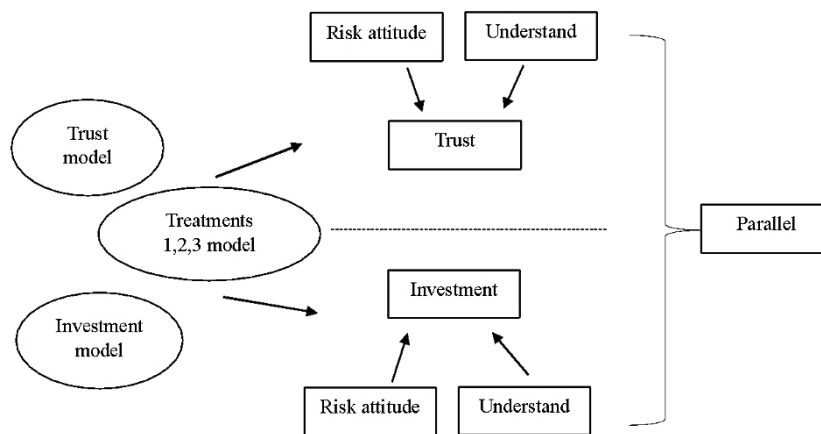 Risk attitude
Understand
Trust
model
Trust
Treatments
1,2,3 model
Parallel
Investment
Investment
model
Risk attitude
Understand